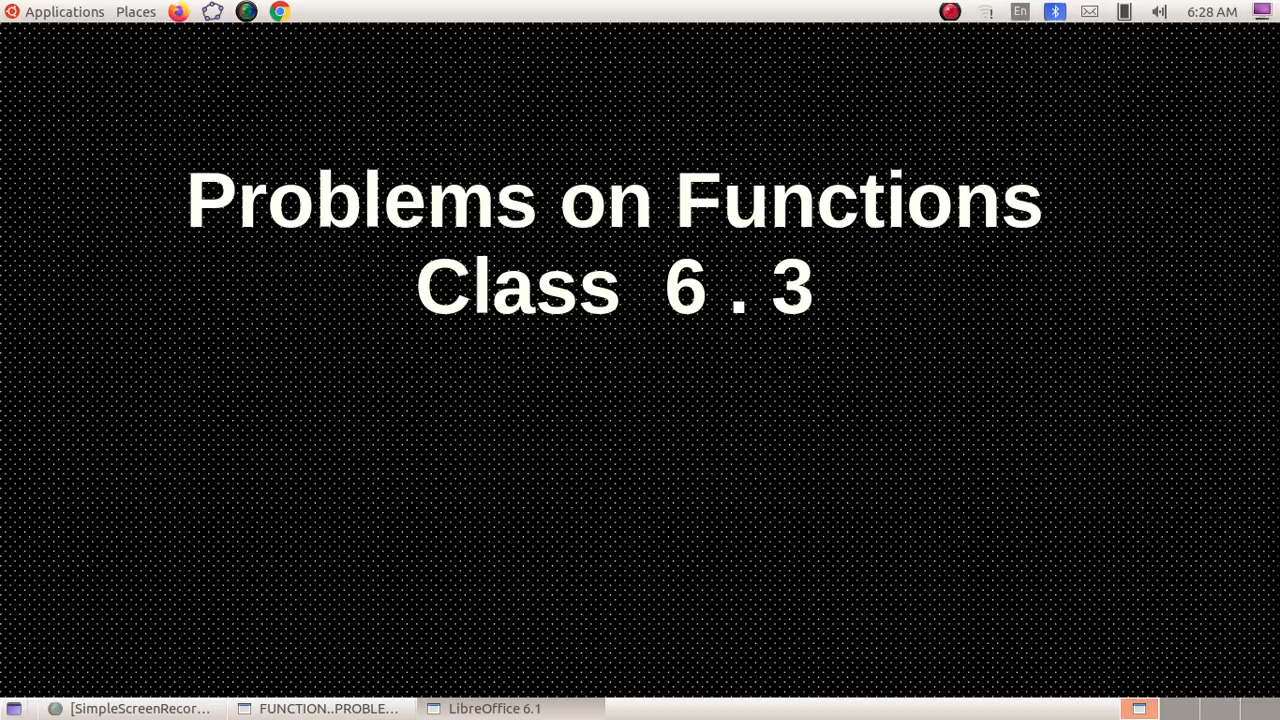 Applications Places En 6:28 AM
Problems on Functions
Class 6 . 3
[SimpleScreenRecor... FUNCTION..PROBLE... LibreOffice 6.1